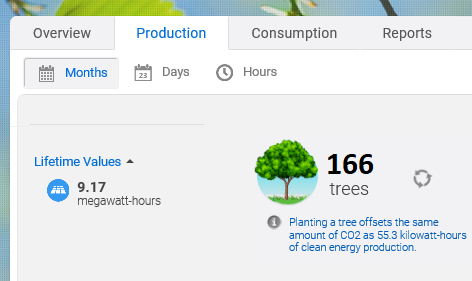 Overview Production Consumption Reports
Months 23 Days Hours
Lifetime Values
9.17
megawatt-hours
166
trees
Planting a tree offsets the same
amount of CO2 as 55.3 kilowatt-hours
of clean energy production.